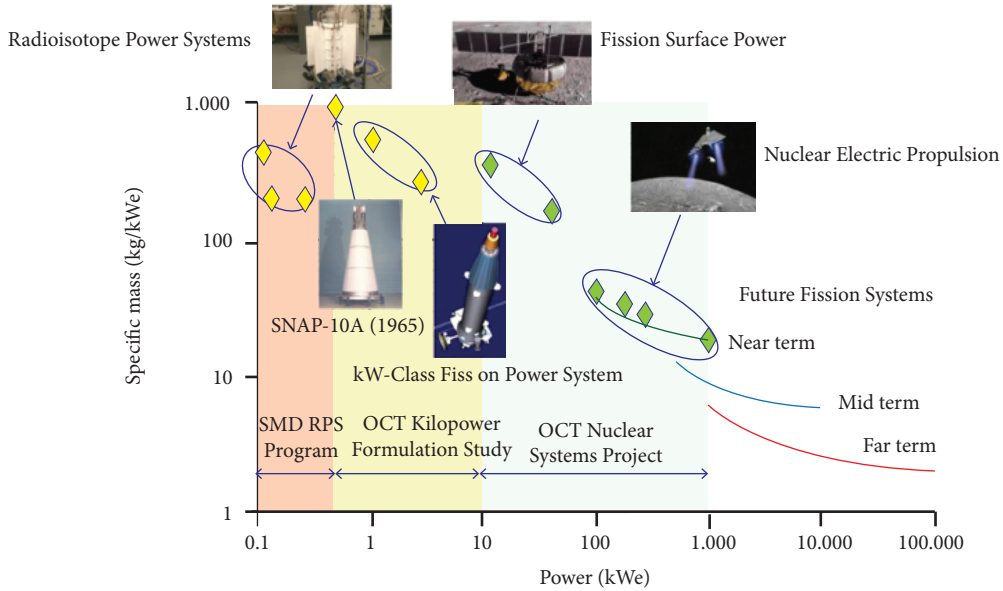 Radioisotope Power Systems
Fission Surface Power
Nuclear Electric Propulsion
Specific mass (kg/kWe)
1.000
100
10
1
SNAP-10A (1965)
kW-Class Fiss on Power System
Future Fission Systems
Near term
Mid term
Far term
SMD RPS
Program
OCT Kilopower
Formulation Study
OCT Nuclear
Systems Project
0.1
1
10
100
1.000
10.000
100.000
Power (kWe)